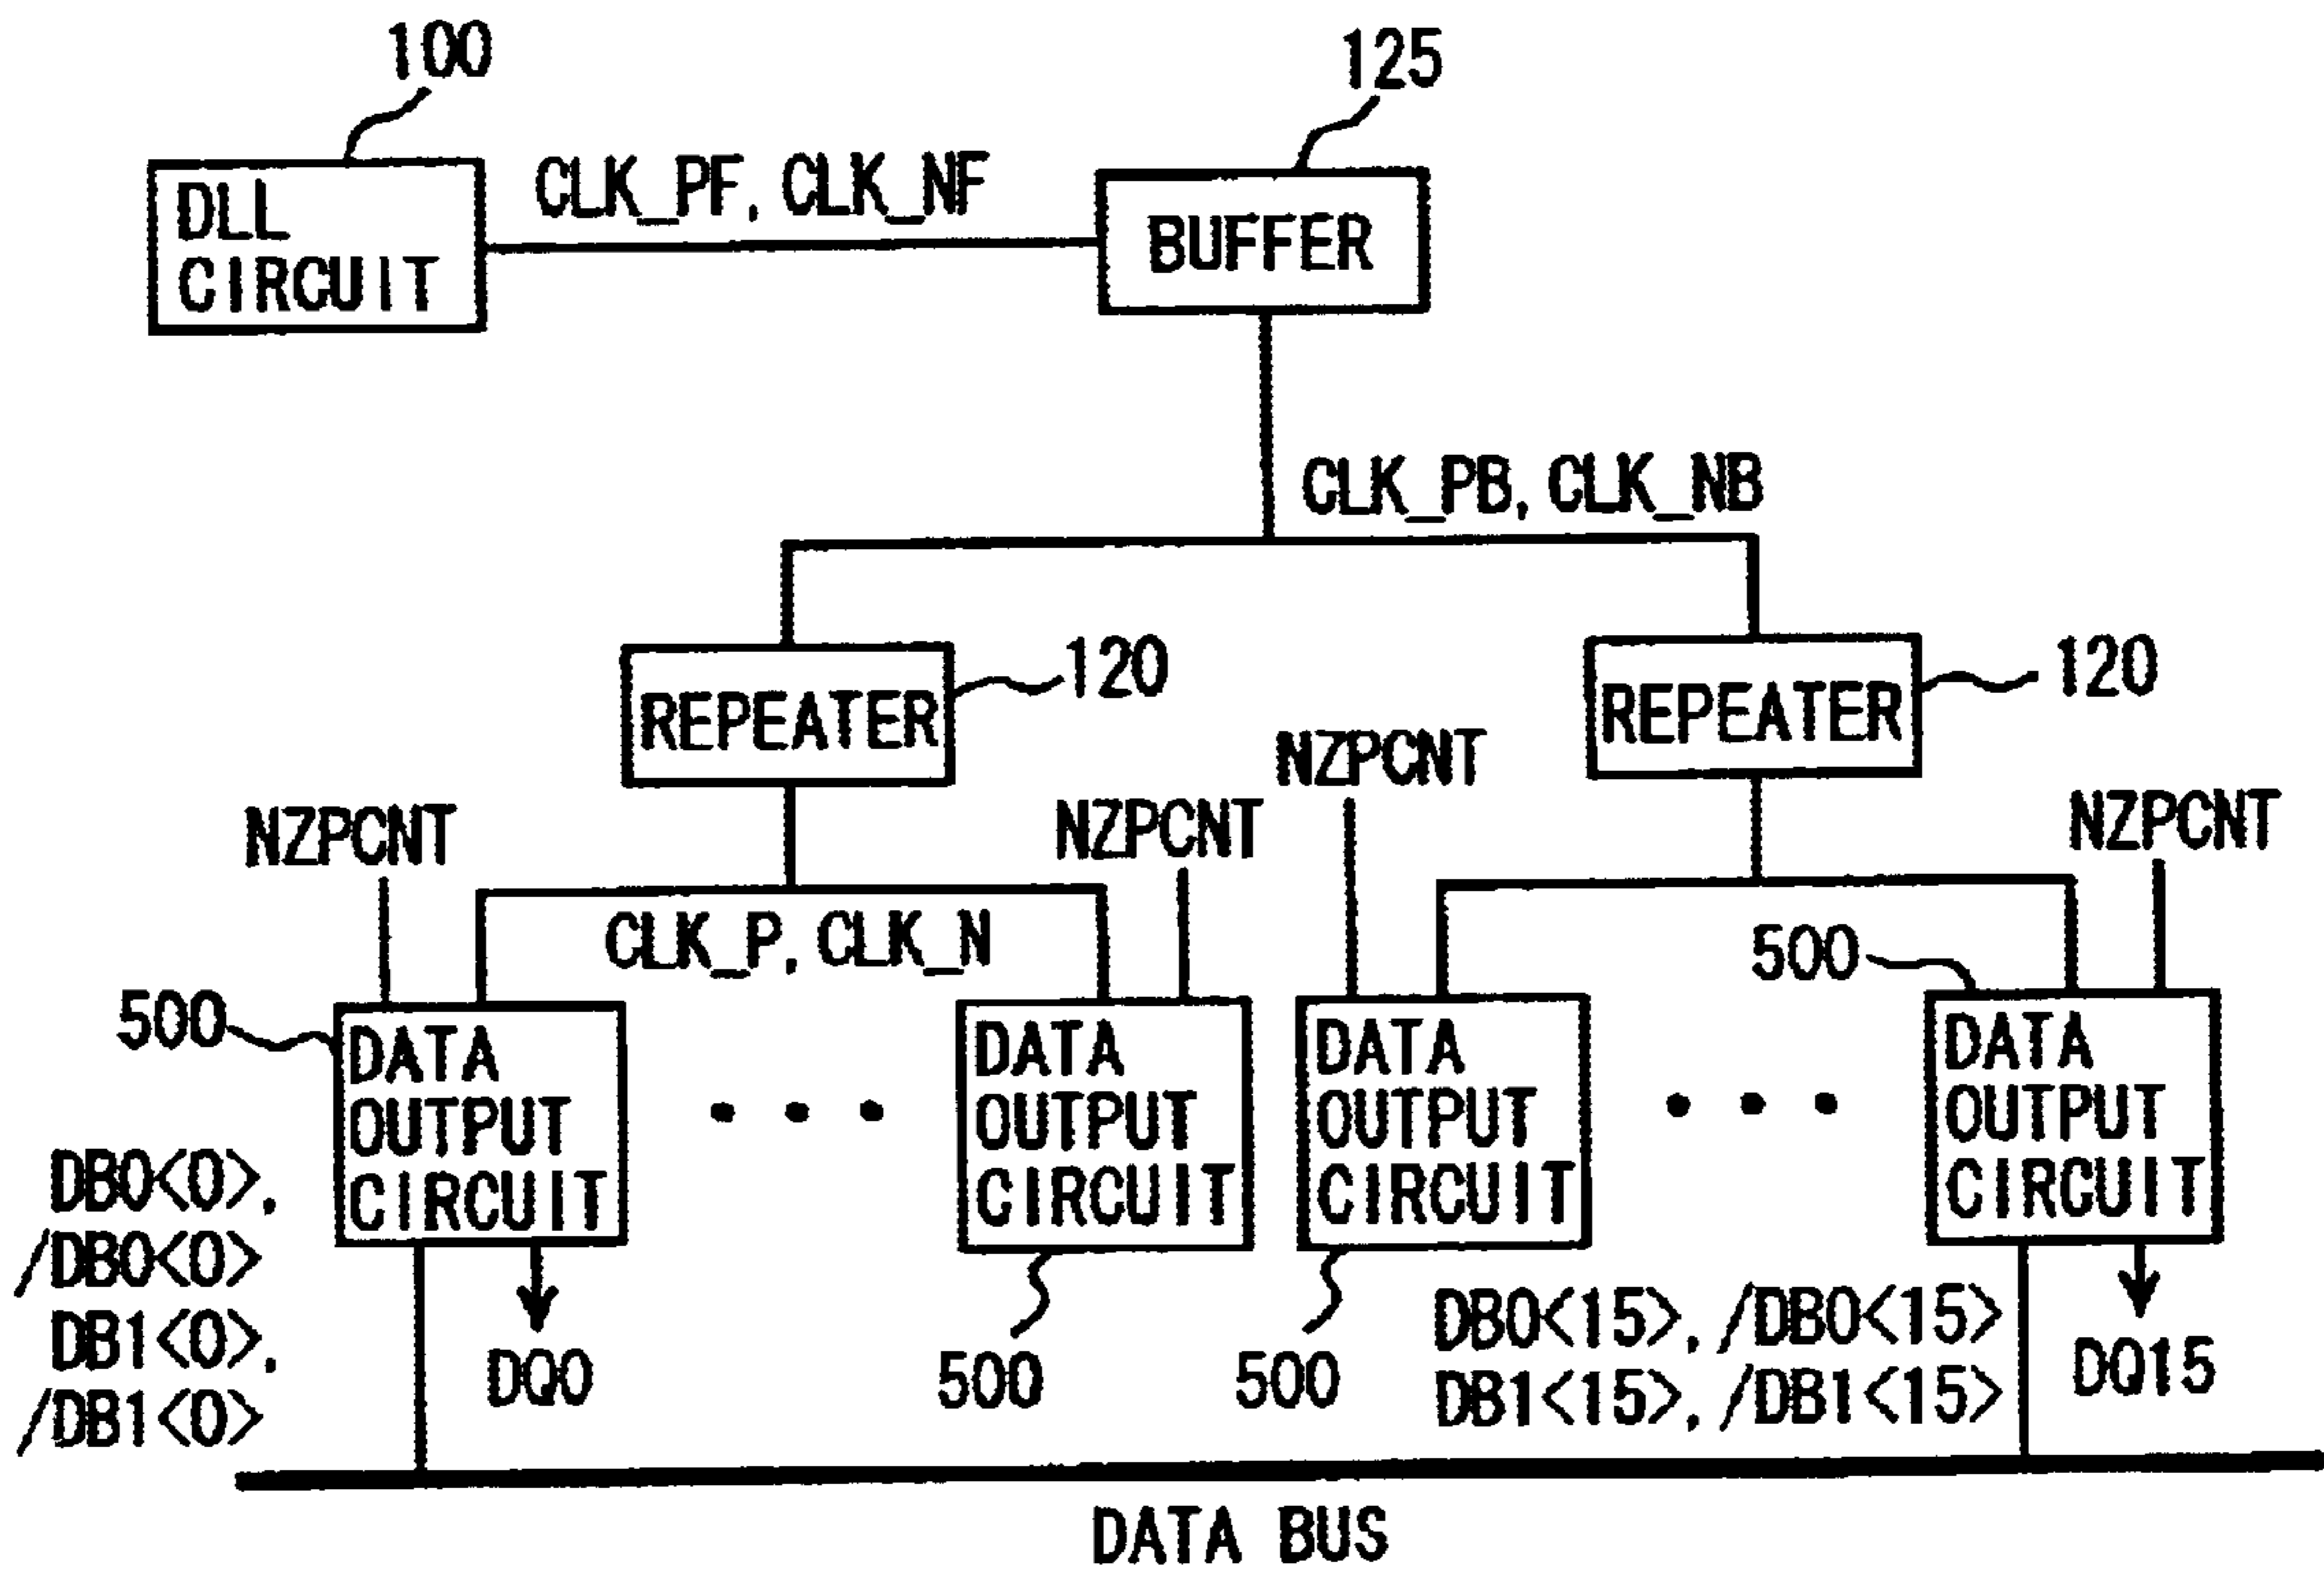 100
125
DLL
CIRCUIT
CLK_PF, CLK_NF
BUFFER
CLK_PB, CLK_NB
REPEATER
120
REPEATER
120
NZPCNT
NZPCNT
NZPCNT
NZPCNT
CLK_P, CLK_N
500
500
DATA
OUTPUT
CIRCUIT
DATA
OUTPUT
CIRCUIT
DATA
OUTPUT
CIRCUIT
DATA
OUTPUT
CIRCUIT
DB0<0>,
/DB0<0>
DB1<0>,
/DB1<0>
DQ0
500
500
DB0<15>, /DB0<15>
DB1<15>, /DB1<15>
DQ15
DATA BUS